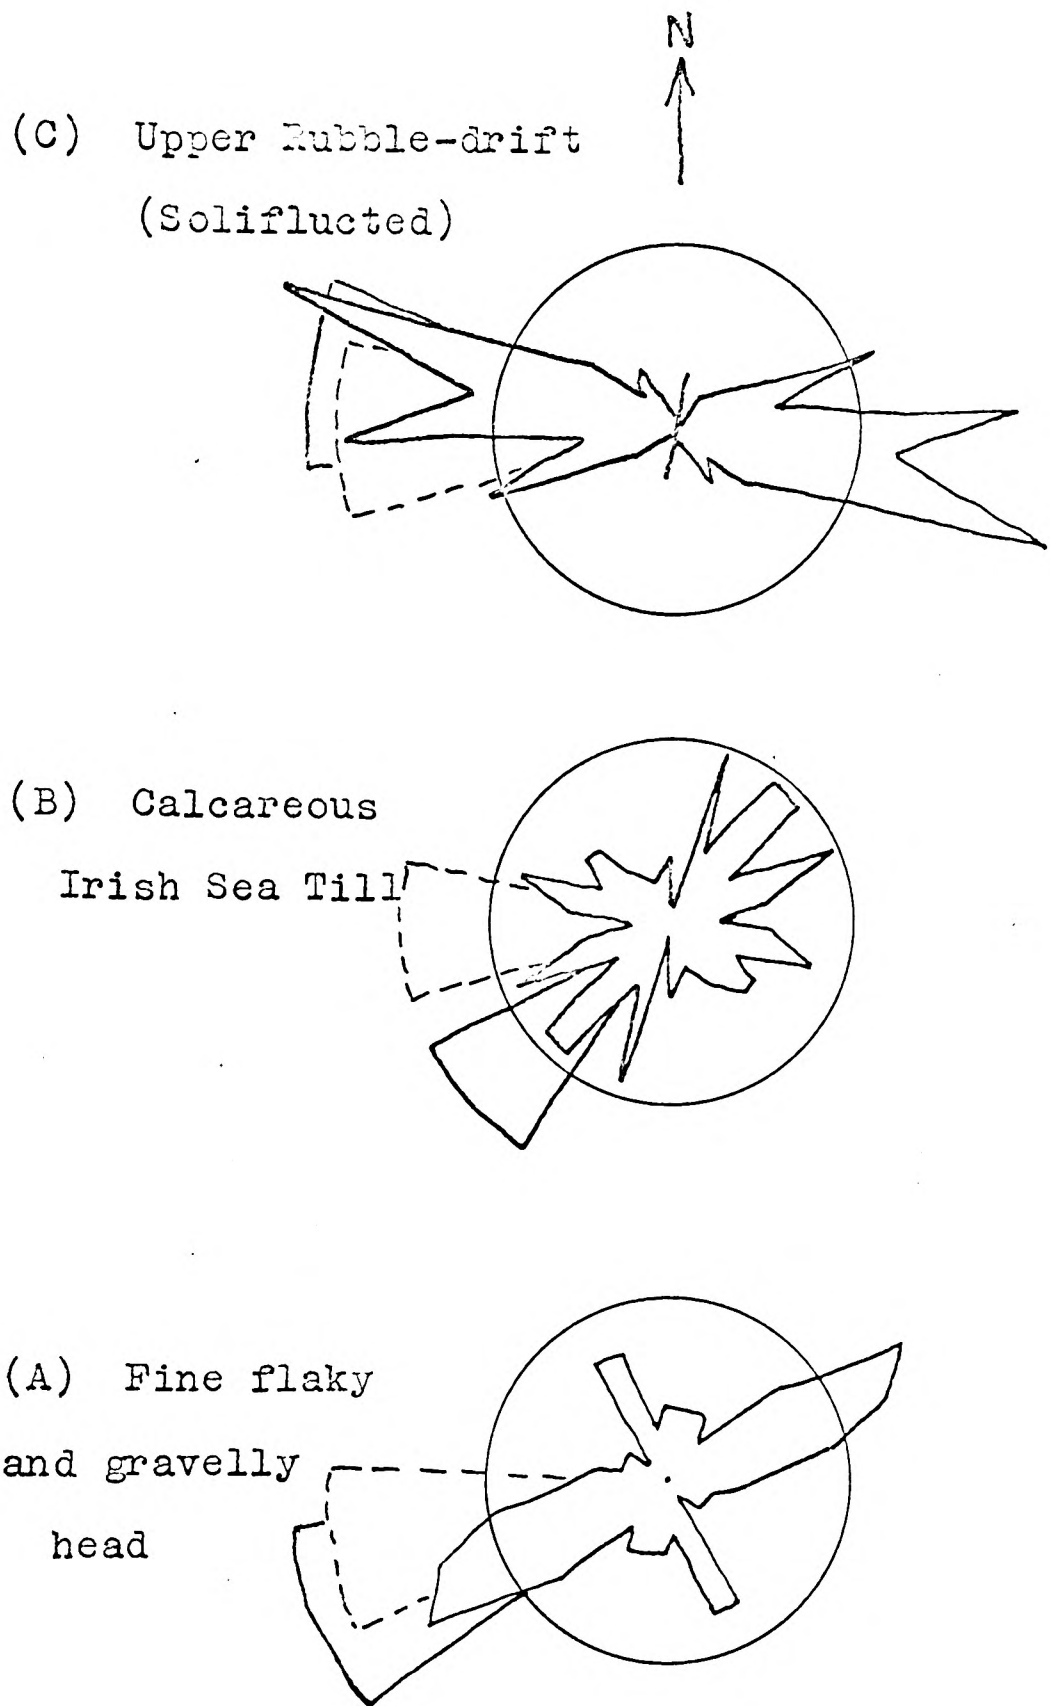 N
(C) Upper Rubble-drift
(Soliflucted)
(B) Calcareous
Irish Sea Till
(A) Fine flaky
and gravelly
head